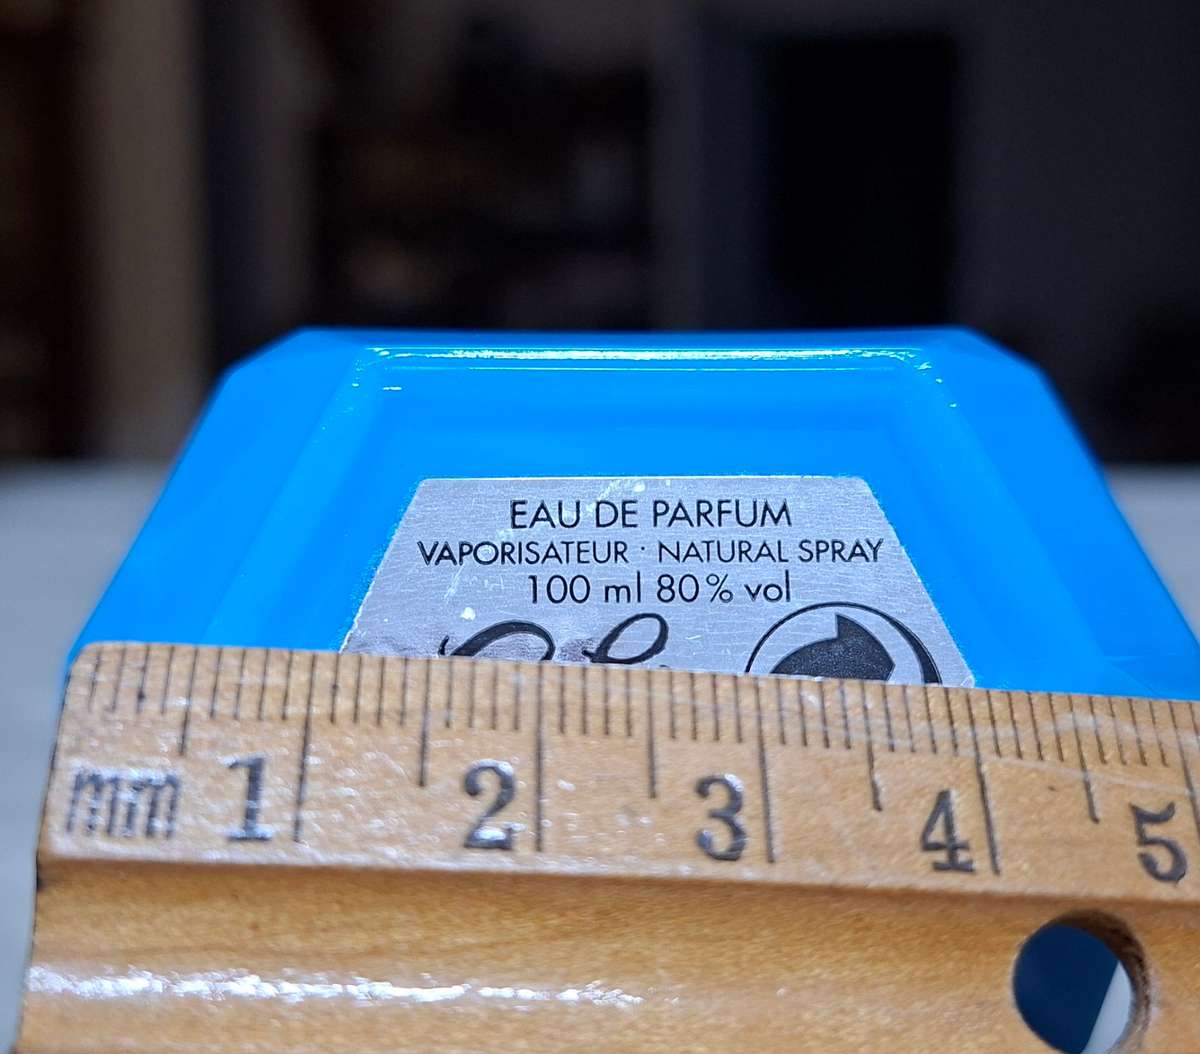 EAU DE PARFUM
VAPORISATEUR · NATURAL SPRAY
100 ml 80% vol
mm 1 2 3 4 5